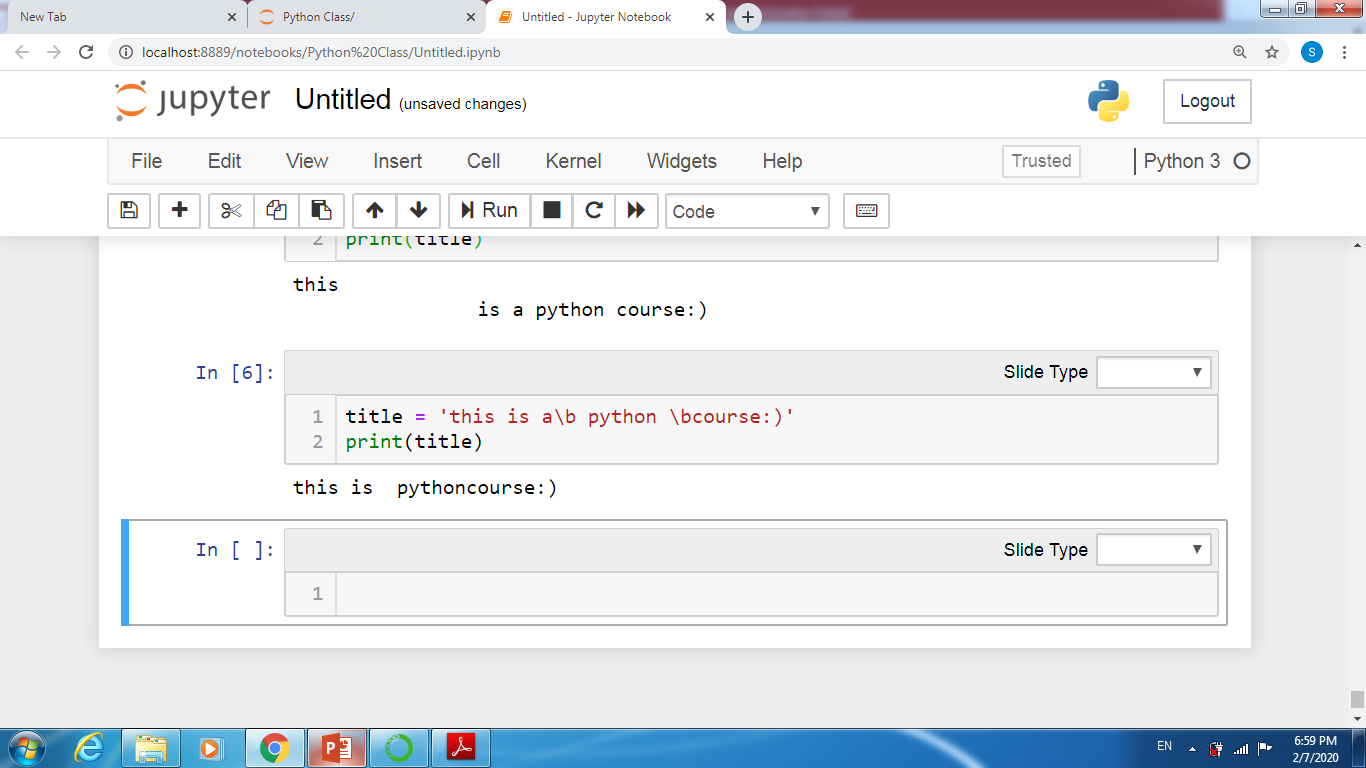 New Tab
Python Class/
Untitled - Jupyter Notebook
localhost:8889/notebooks/Python%20Class/Untitled.ipynb
S
jupyter Untitled (unsaved changes)
Logout
File Edit View Insert Cell Kernel Widgets Help Trusted Python 3
Run Code
2 print(title)
this
is a python course:)
In [6]: Slide Type
1 title = 'this is a\b python \bcourse:)'
2 print(title)
this is  pythoncourse:)
In [ ]: Slide Type
1
EN 6:59 PM
2/7/2020